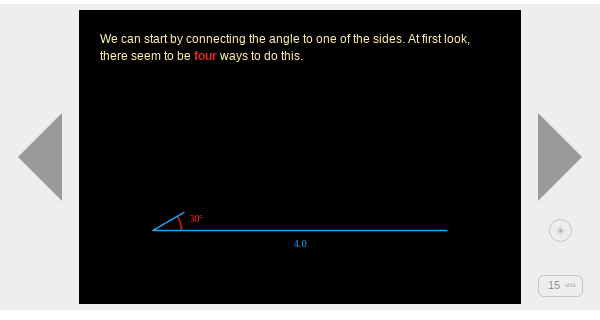 We can start by connecting the angle to one of the sides. At first look,
there seem to be four ways to do this.
30°
4.0
15